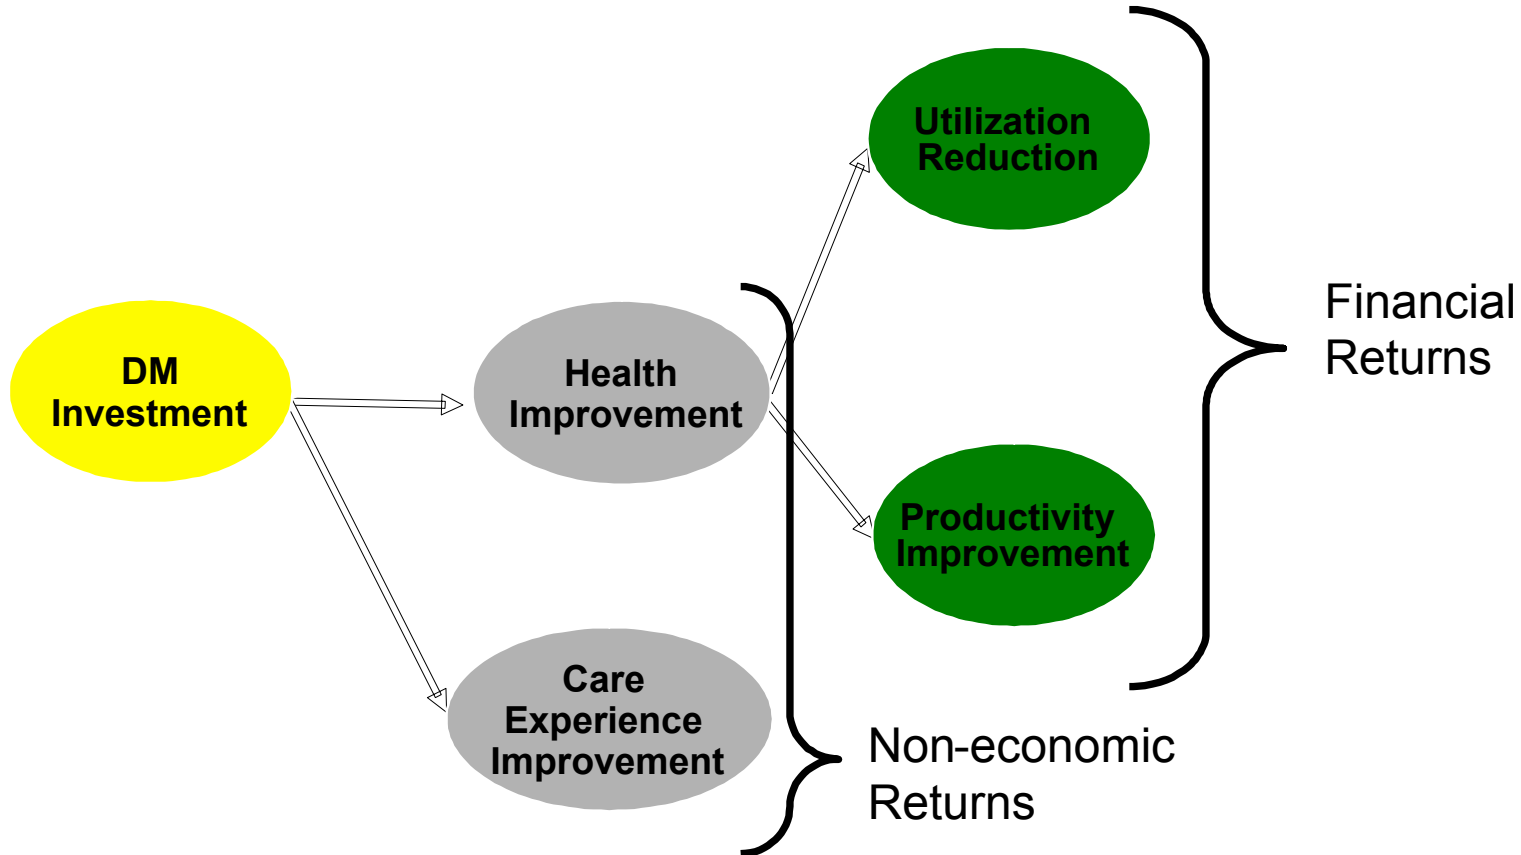 Utilization
Reduction
Financial
Returns
DM
Investment
Health
Improvement
Productivity
Improvement
Care
Experience
Improvement
Non-economic
Returns